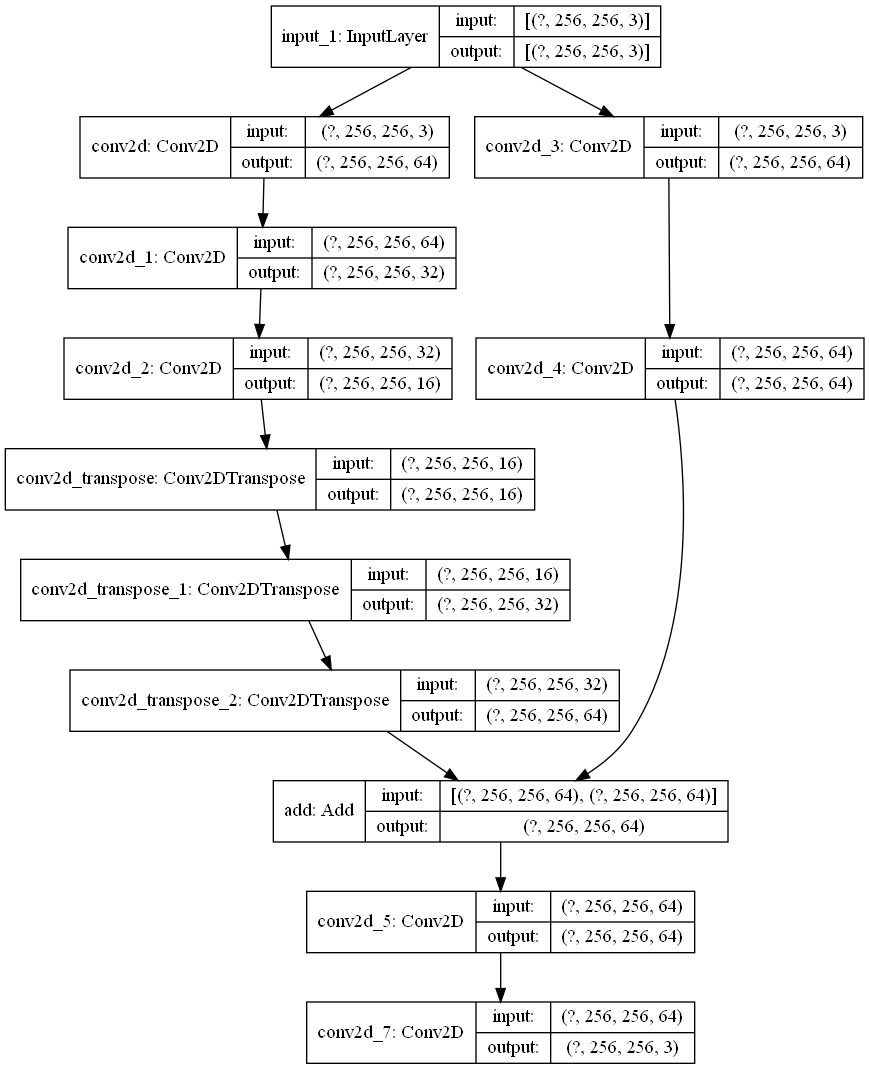 input_1: InputLayer
input:
[(?, 256, 256, 3)]
output:
[(?, 256, 256, 3)]
conv2d: Conv2D
input:
(?, 256, 256, 3)
output:
(?, 256, 256, 64)
conv2d_3: Conv2D
input:
(?, 256, 256, 3)
output:
(?, 256, 256, 64)
conv2d_1: Conv2D
input:
(?, 256, 256, 64)
output:
(?, 256, 256, 32)
conv2d_2: Conv2D
input:
(?, 256, 256, 32)
output:
(?, 256, 256, 16)
conv2d_4: Conv2D
input:
(?, 256, 256, 64)
output:
(?, 256, 256, 64)
conv2d_transpose: Conv2DTranspose
input:
(?, 256, 256, 16)
output:
(?, 256, 256, 16)
conv2d_transpose_1: Conv2DTranspose
input:
(?, 256, 256, 16)
output:
(?, 256, 256, 32)
conv2d_transpose_2: Conv2DTranspose
input:
(?, 256, 256, 32)
output:
(?, 256, 256, 64)
add: Add
input:
[(?, 256, 256, 64), (?, 256, 256, 64)]
output:
(?, 256, 256, 64)
conv2d_5: Conv2D
input:
(?, 256, 256, 64)
output:
(?, 256, 256, 64)
conv2d_7: Conv2D
input:
(?, 256, 256, 64)
output:
(?, 256, 256, 3)